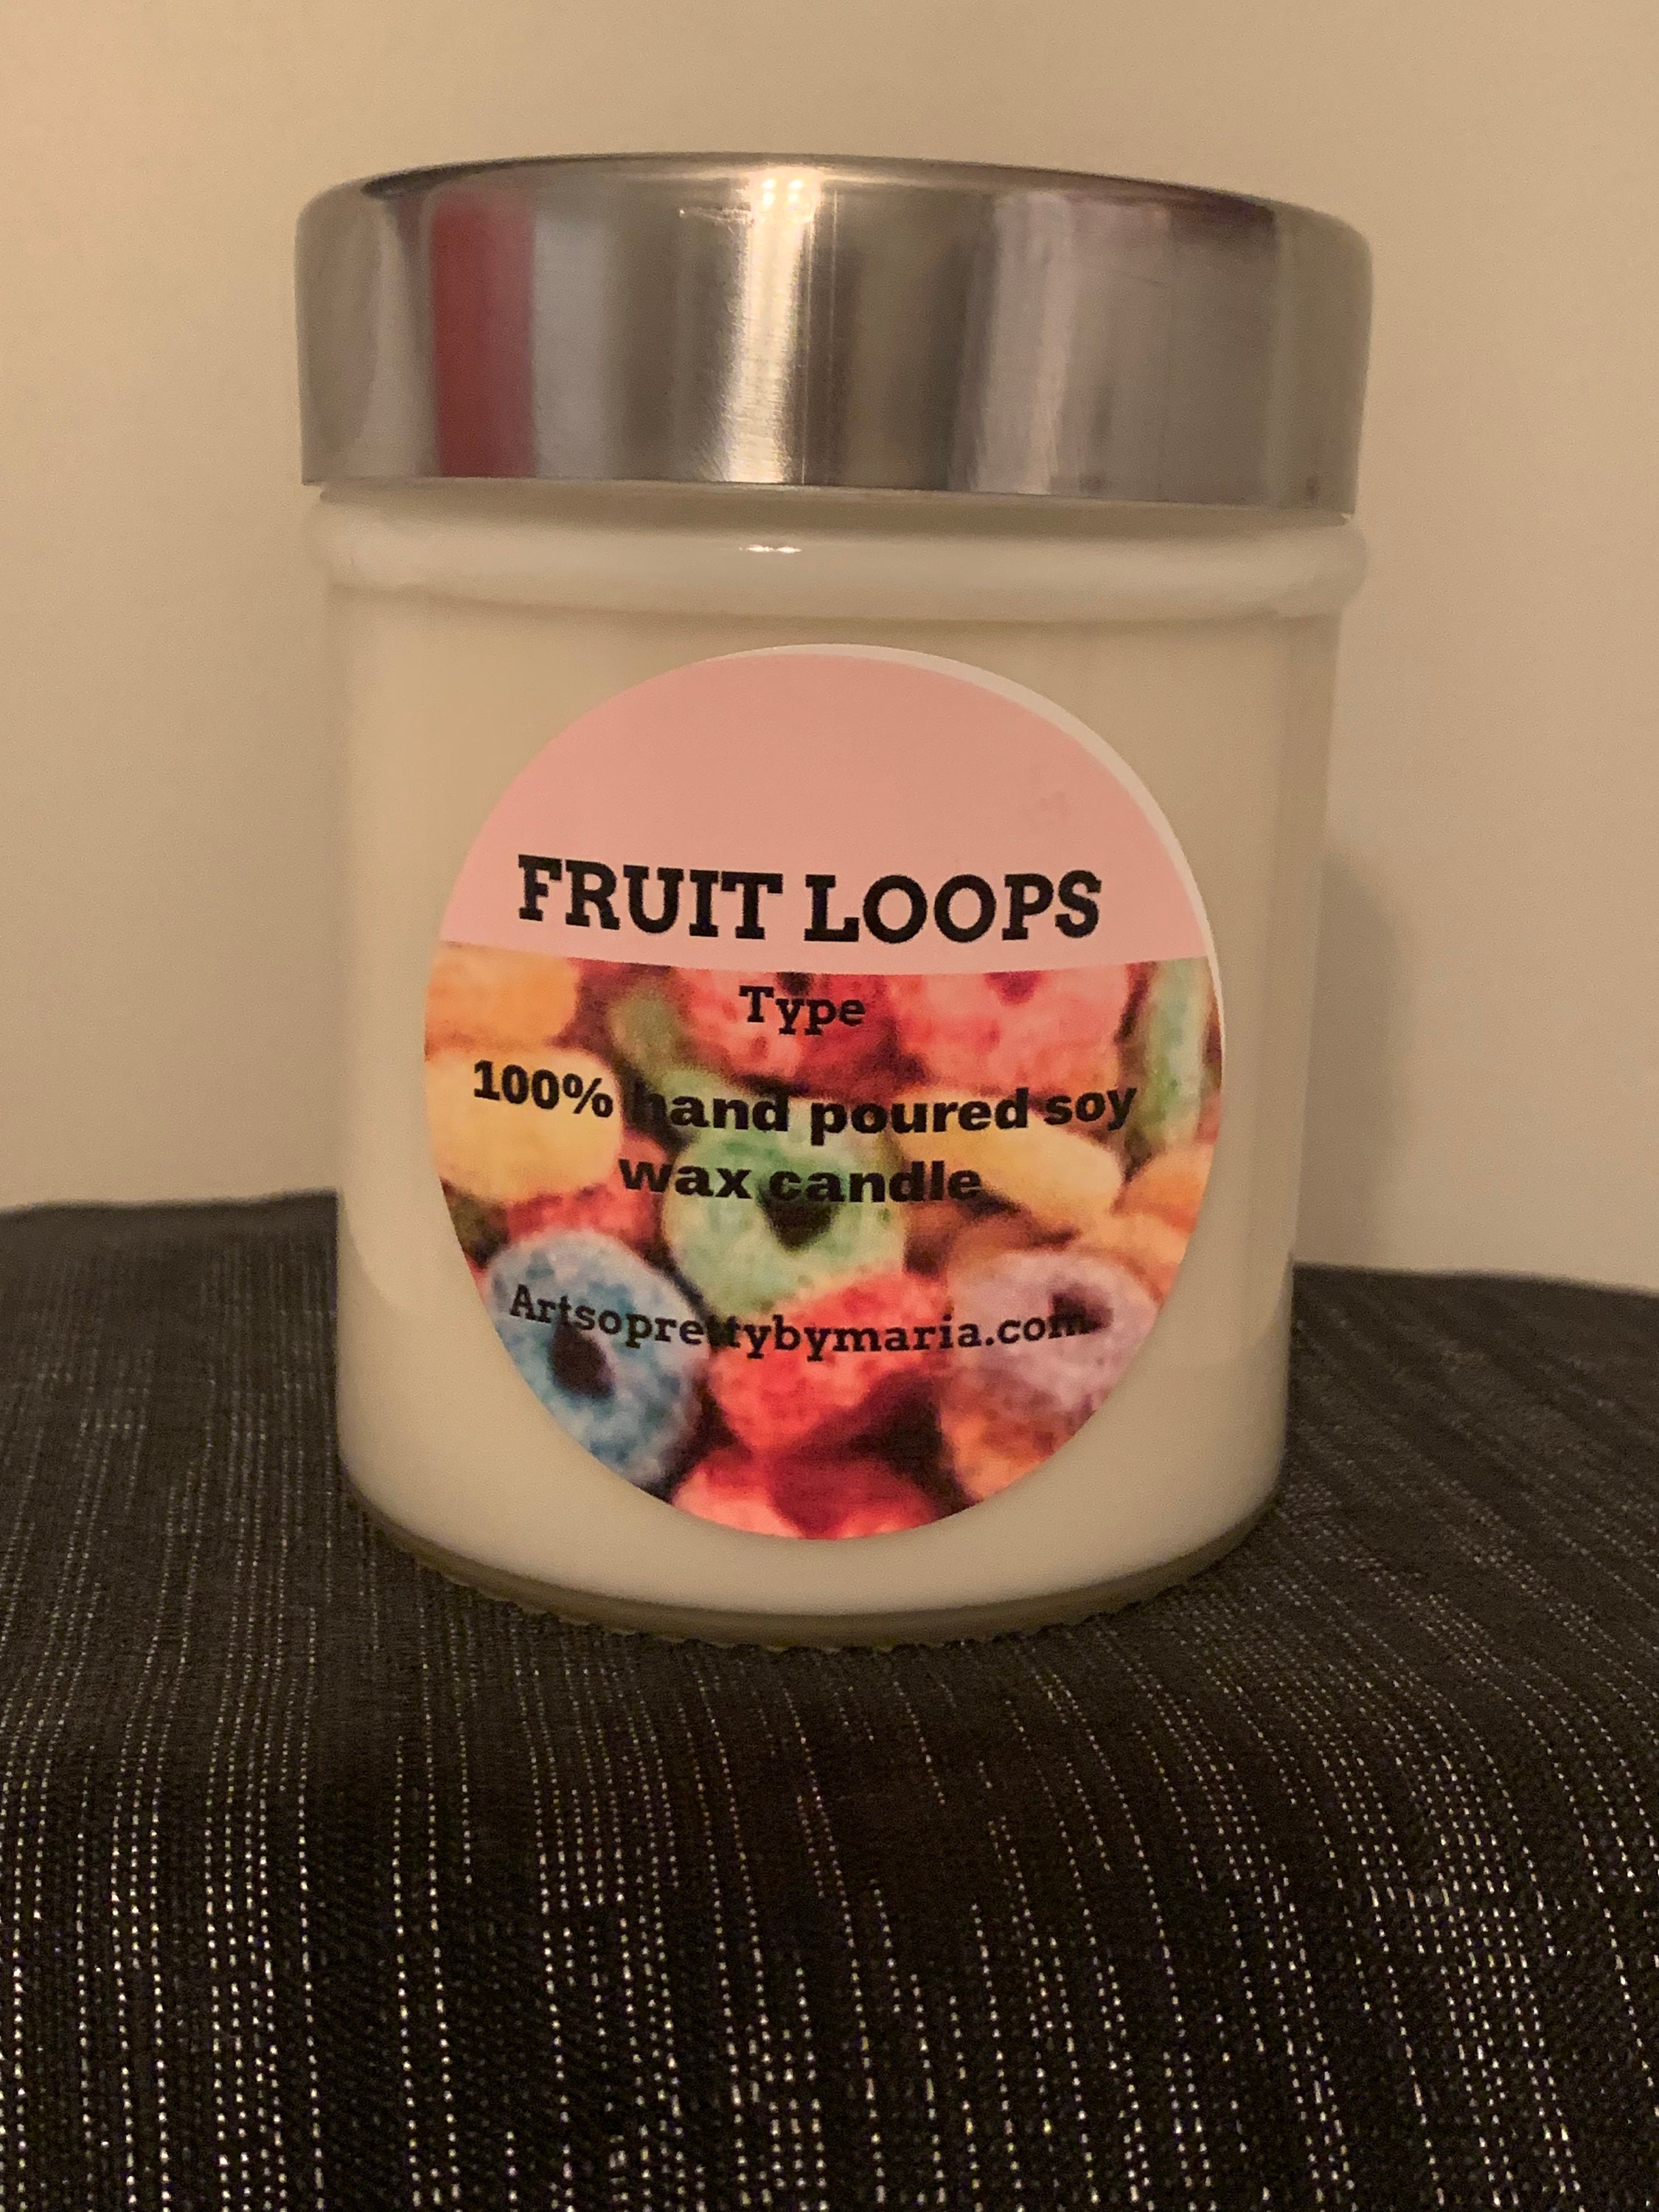 FRUIT LOOPS
Type
100% hand poured soy
wax candle
Artsoprettybymaria.com